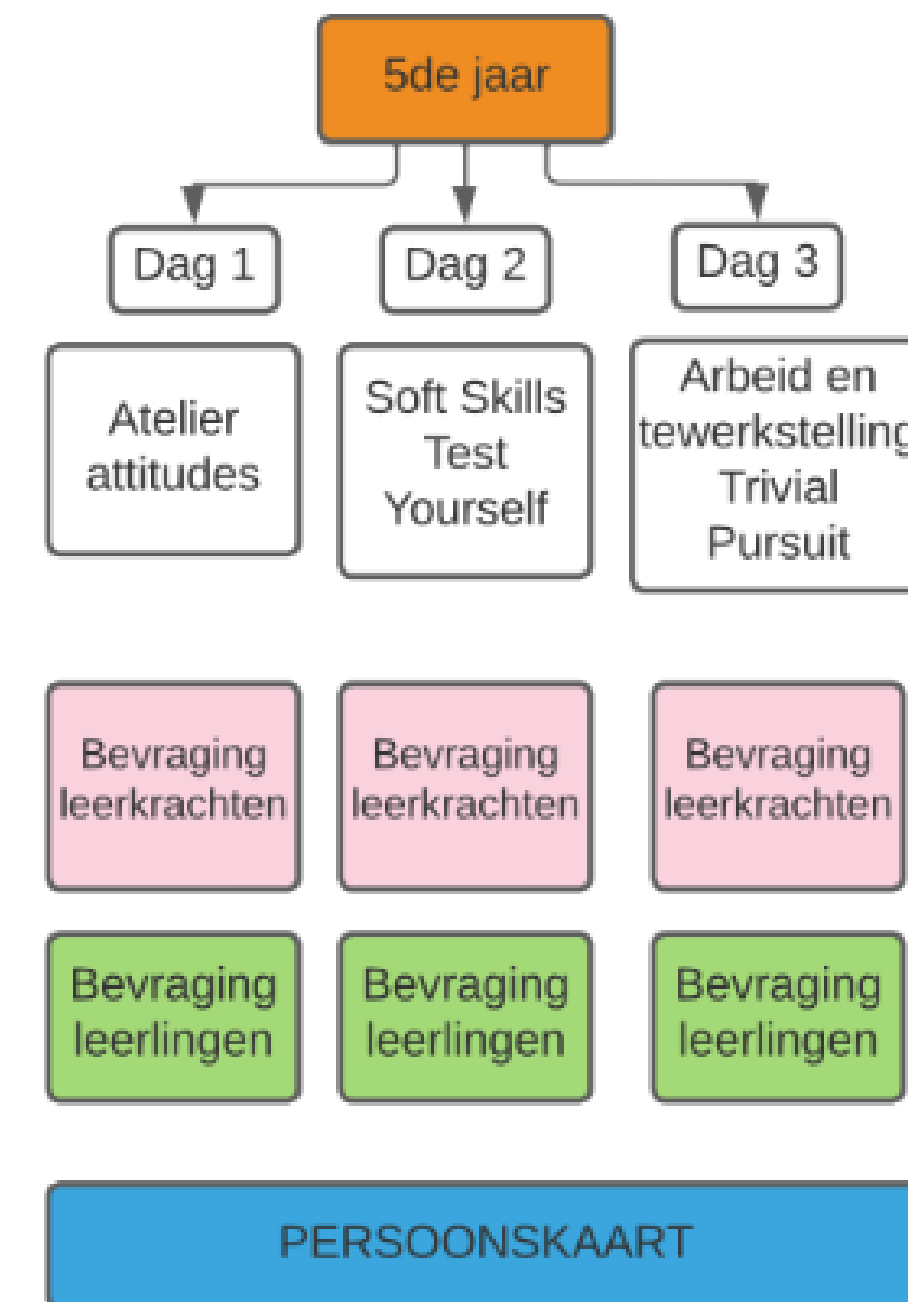 5de jaar
Dag 1
Dag 2
Dag 3
Atelier
attitudes
Soft Skills
Test
Yourself
Arbeid en
tewerkstelling
Trivial
Pursuit
Bevraging
leerkrachten
Bevraging
leerkrachten
Bevraging
leerkrachten
Bevraging
leerlingen
Bevraging
leerlingen
Bevraging
leerlingen
PERSOONSKAART